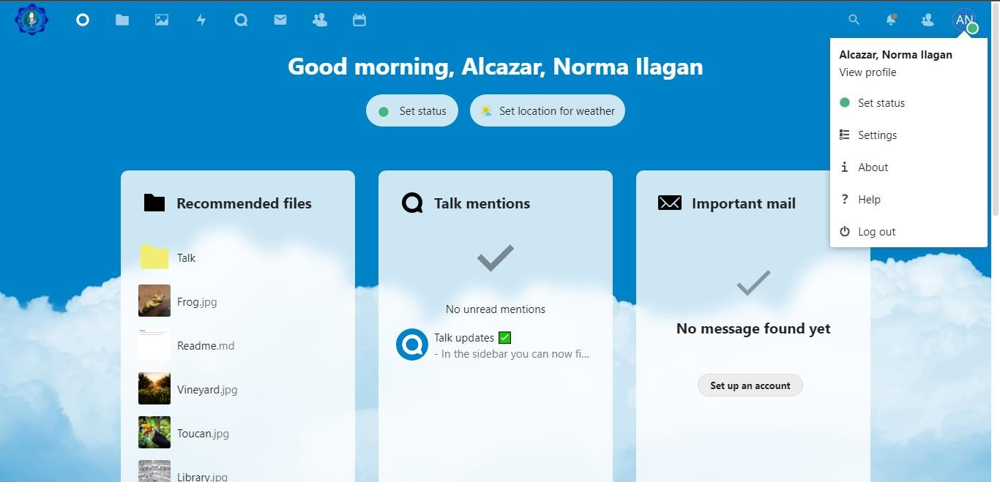 AN
Good morning, Alcazar, Norma Ilagan
Set status
Set location for weather
Alcazar, Norma Ilagan
View profile
Set status
Settings
About
Help
Log out
Recommended files
Talk
Frog.jpg
Readme.md
Vineyard.jpg
Toucan.jpg
Library.jpg
Talk mentions
No unread mentions
Talk updates ✅
- In the sidebar you can now fi...
Important mail
No message found yet
Set up an account